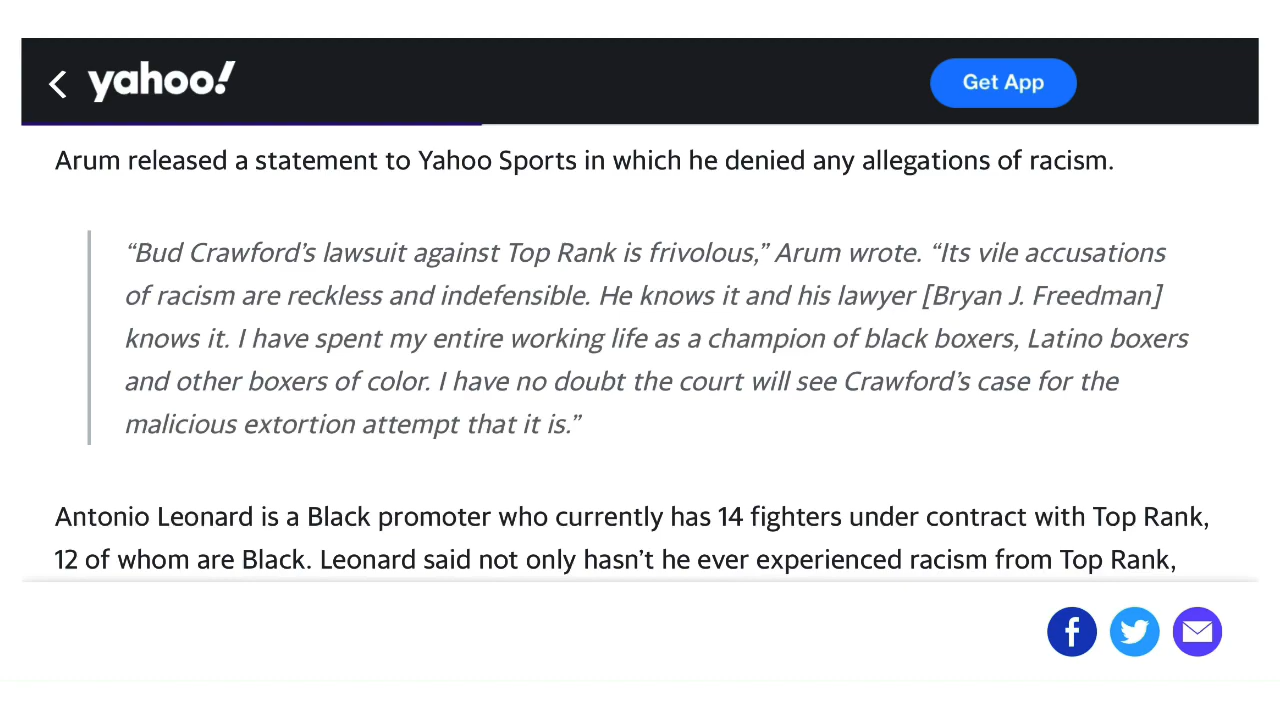 yahoo!
Get App
Arum released a statement to Yahoo Sports in which he denied any allegations of racism.
“Bud Crawford’s lawsuit against Top Rank is frivolous,” Arum wrote. “Its vile accusations
of racism are reckless and indefensible. He knows it and his lawyer [Bryan J. Freedman]
knows it. I have spent my entire working life as a champion of black boxers, Latino boxers
and other boxers of color. I have no doubt the court will see Crawford’s case for the
malicious extortion attempt that it is.”
Antonio Leonard is a Black promoter who currently has 14 fighters under contract with Top Rank,
12 of whom are Black. Leonard said not only hasn’t he ever experienced racism from Top Rank,